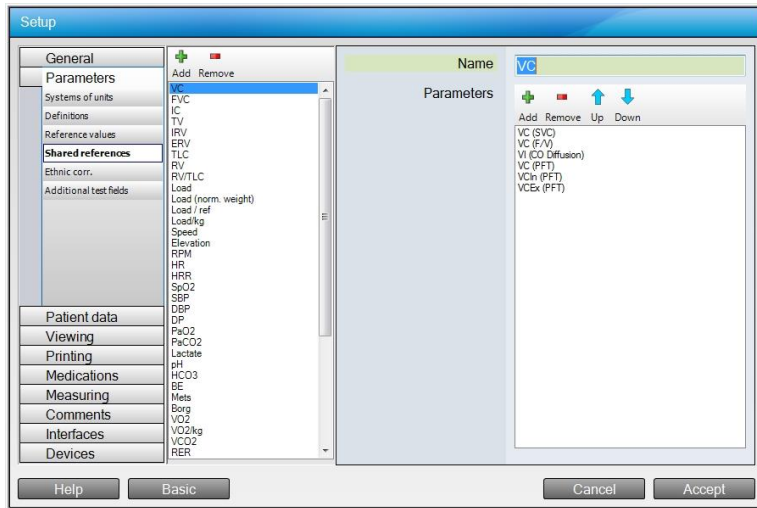 Setup
General
Parameters
Systems of units
Definitions
Reference values
Shared references
Ethnic corr.
Additional test fields
Patient data
Viewing
Printing
Medications
Measuring
Comments
Interfaces
Devices
Add Remove
VC
FVC
IC
TV
IRV
ERV
TLC
RV
RV/TLC
Load
Load (norm. weight)
Load / ref
Load/kg
Speed
Elevation
RPM
HR
HRR
SpO2
SBP
DBP
DP
PaO2
PaCO2
Lactate
pH
HCO3
BE
Mets
Borg
VO2
VO2/kg
VCO2
RER
Name
VC
Parameters
Add Remove Up Down
VC (SVC)
VC (F/V)
VI (CO Diffusion)
VC (PFT)
VCIn (PFT)
VCEx (PFT)
Help Basic Cancel Accept